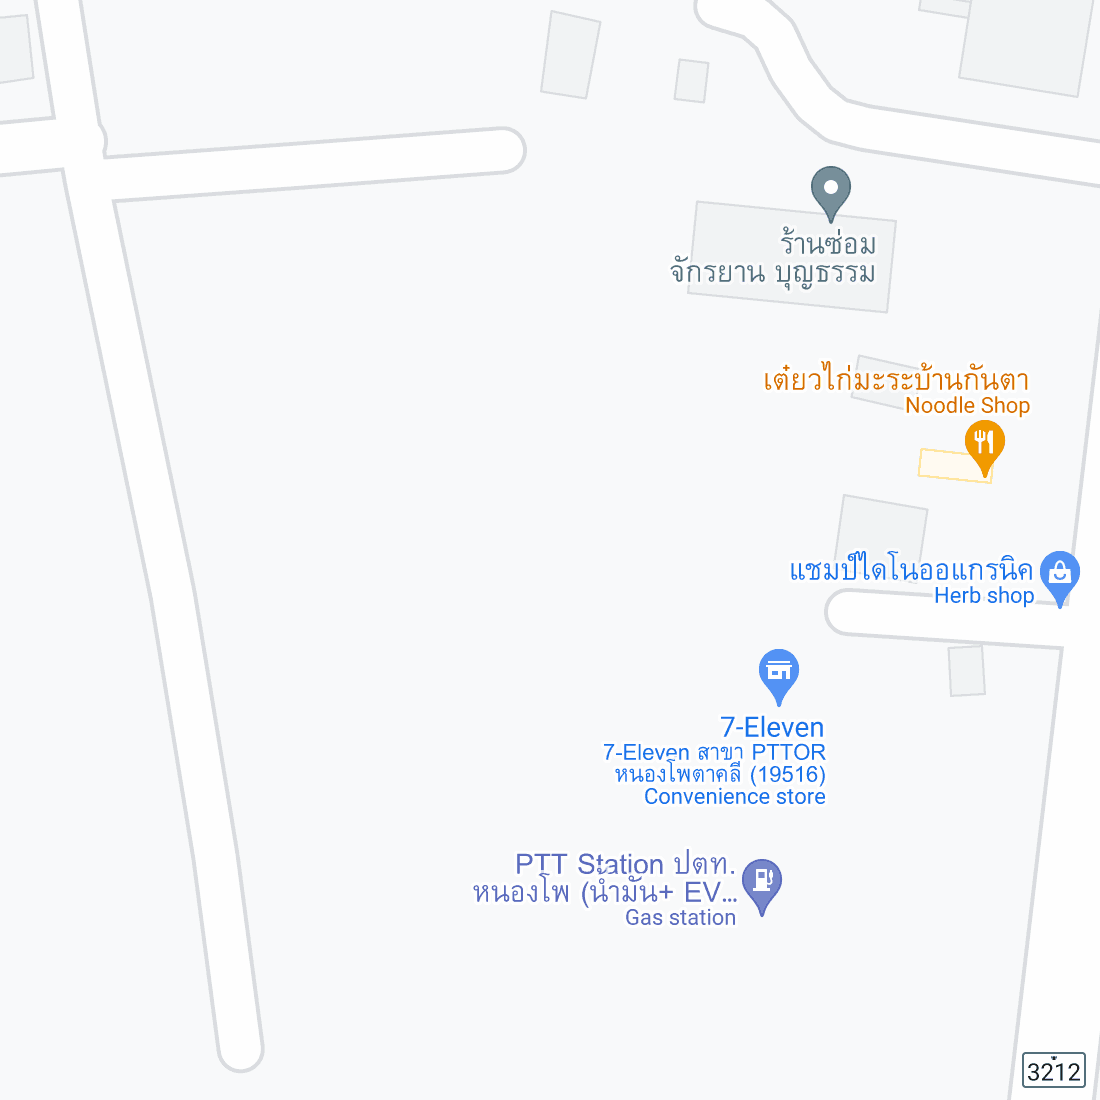 ร้านซ่อม
จักรยาน บุญธรรม
เต๋ยวไก่มะระบ้านกันตา
Noodle Shop
แชมป์ไดโนออแกรนิค
Herb shop
7-Eleven
7-Eleven สาขา PTTOR
หนองโพตาคลี (19516)
Convenience store
PTT Station ปตท.
หนองโพ (น้ำมัน+ EV...
Gas station
3212